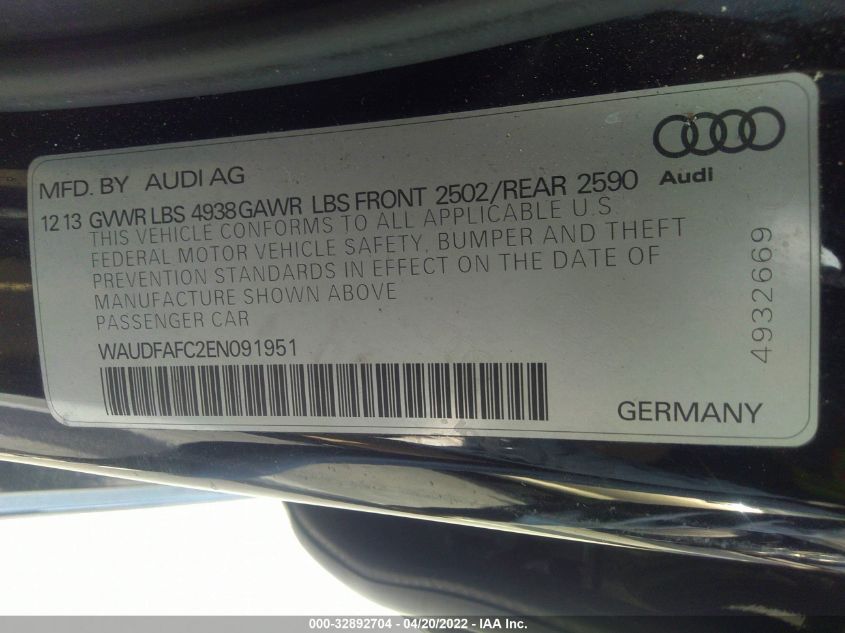 MFD. BY AUDI AG
Audi
12 13 GVWR LBS 4938 GAWR LBS FRONT 2502/REAR 2590
THIS VEHICLE CONFORMS TO ALL APPLICABLE U.S.
FEDERAL MOTOR VEHICLE SAFETY, BUMPER AND THEFT
PREVENTION STANDARDS IN EFFECT ON THE DATE OF
MANUFACTURE SHOWN ABOVE
PASSENGER CAR
4932669
WAUDFAFC2EN091951
GERMANY
000-32892704 - 04/20/2022 - IAA Inc.